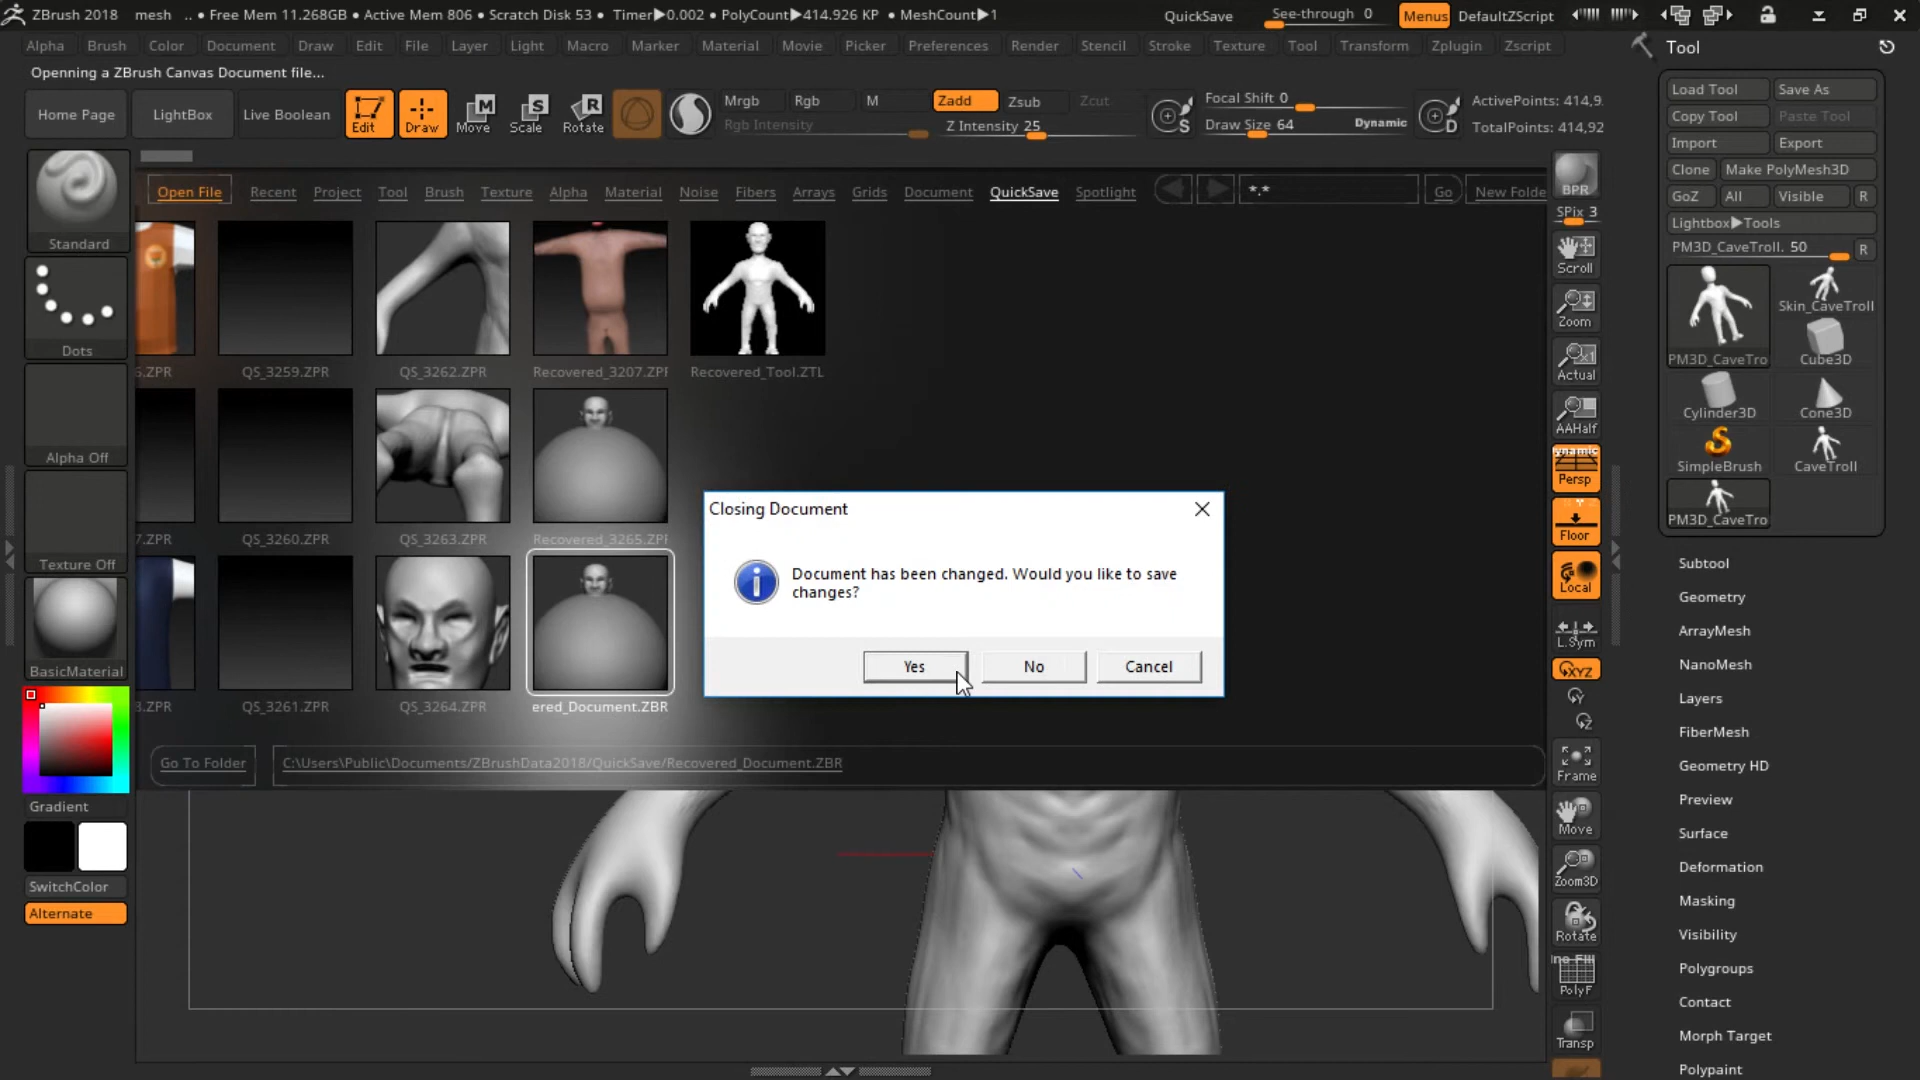 ZBrush 2018 mesh .. • Free Mem 11.268GB • Active Mem 806 • Scratch Disk 53 • Timer▶0.002 • PolyCount▶414.926 KP • MeshCount▶1
QuickSave See-through 0 Menus DefaultZScript
Alpha Brush Color Document Draw Edit File Layer Light Macro Marker Material Movie Picker Preferences Render Stencil Stroke Texture Tool Transform Zplugin Zscript
Openning a ZBrush Canvas Document file...
Home Page LightBox Live Boolean
Edit Draw Move Scale Rotate
Mrgb Rgb M Zadd Zsub Zcut
Rgb Intensity Z Intensity 25
Focal Shift 0
Draw Size 64 Dynamic
ActivePoints: 414,9
TotalPoints: 414,92
Standard
Dots
Alpha Off
Texture Off
BasicMaterial
Gradient
SwitchColor
Alternate
Open File Recent Project Tool Brush Texture Alpha Material Noise Fibers Arrays Grids Document QuickSave Spotlight *.* Go New Folde
6.ZPR QS_3259.ZPR QS_3262.ZPR Recovered_3207.ZPR Recovered_Tool.ZTL
7.ZPR QS_3260.ZPR QS_3263.ZPR Recovered_3265.ZPR
QS_3261.ZPR QS_3264.ZPR ered_Document.ZBR
Go To Folder C:\Users\Public\Documents/ZBrushData2018/QuickSave/Recovered_Document.ZBR
Closing Document
Document has been changed. Would you like to save
changes?
Yes No Cancel
BPR
SPix 3
Scroll
Zoom
Actual
AAHalf
Persp
Floor
Local
L.Sym
XYZ
Frame
Move
Zoom3D
Rotate
PolyF
Transp
Tool
Load Tool Save As
Copy Tool Paste Tool
Import Export
Clone Make PolyMesh3D
GoZ All Visible R
Lightbox▶Tools
PM3D_CaveTroll. 50 R
PM3D_CaveTro
Skin_CaveTroll
Cube3D
Cylinder3D Cone3D
SimpleBrush CaveTroll
PM3D_CaveTro
Subtool
Geometry
ArrayMesh
NanoMesh
Layers
FiberMesh
Geometry HD
Preview
Surface
Deformation
Masking
Visibility
Polygroups
Contact
Morph Target
Polypaint